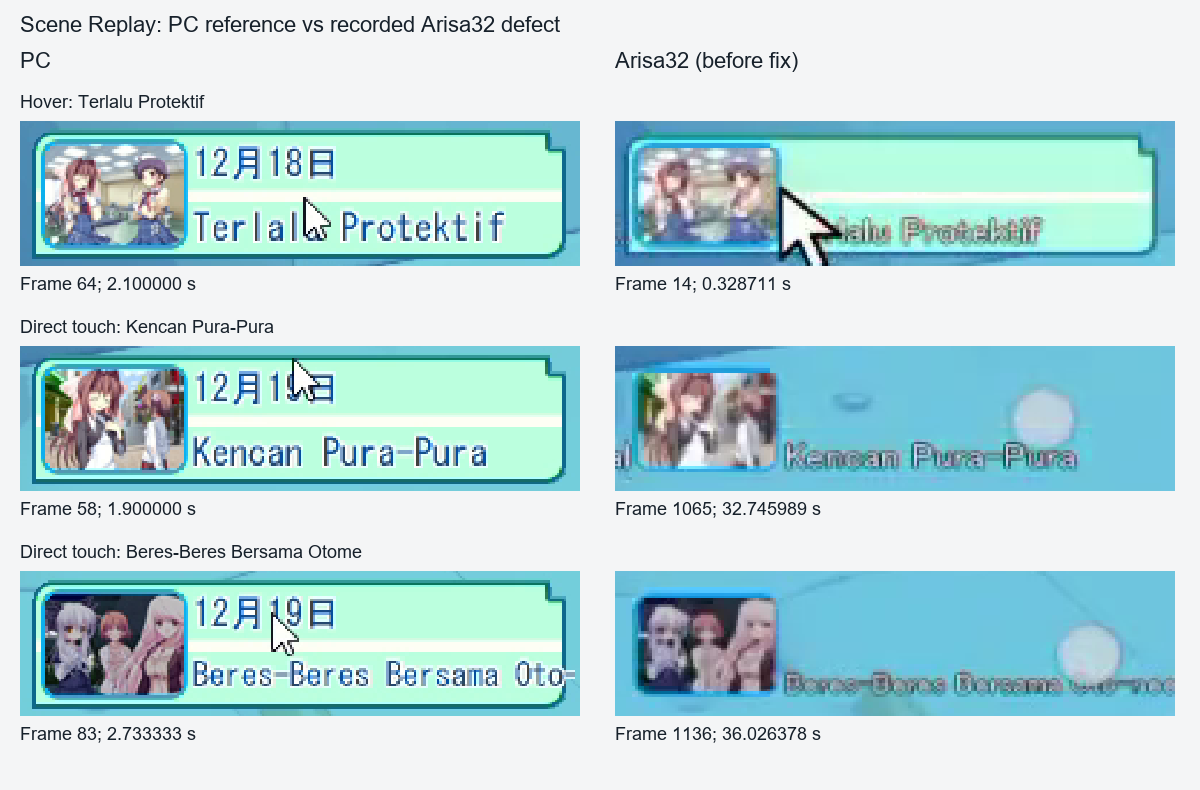 Scene Replay: PC reference vs recorded Arisa32 defect
PC
Arisa32 (before fix)
Hover: Terlalu Protektif
12月18日
Terlalu Protektif
lalu Protektif
Frame 64; 2.100000 s
Frame 14; 0.328711 s
Direct touch: Kencan Pura-Pura
12月19日
Kencan Pura-Pura
Kencan Pura-Pura
Frame 58; 1.900000 s
Frame 1065; 32.745989 s
Direct touch: Beres-Beres Bersama Otome
12月19日
Beres-Beres Bersama Oto-
Beres-Beres Bersama
Frame 83; 2.733333 s
Frame 1136; 36.026378 s